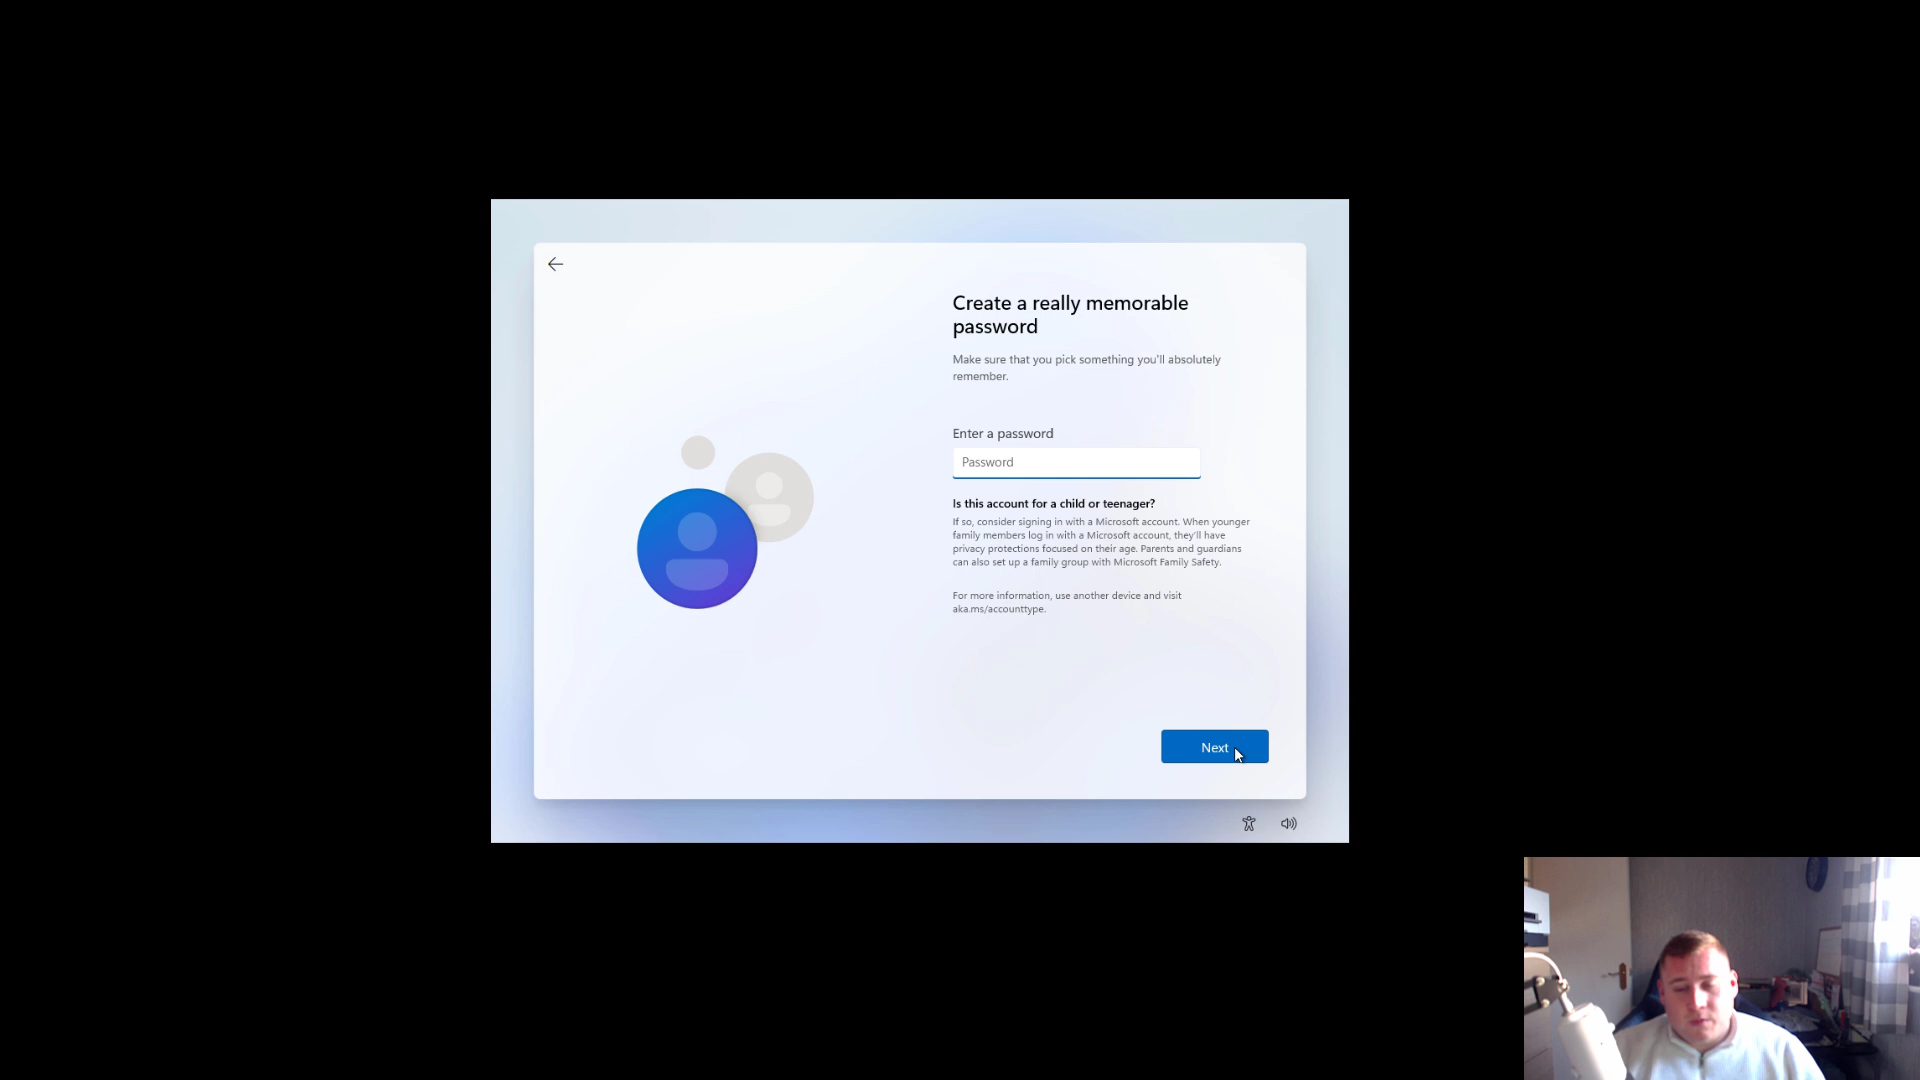 Create a really memorable
password
Make sure that you pick something you'll absolutely
remember.
Enter a password
Password
Is this account for a child or teenager?
If so, consider signing in with a Microsoft account. When younger
family members log in with a Microsoft account, they'll have
privacy protections focused on their age. Parents and guardians
can also set up a family group with Microsoft Family Safety.
For more information, use another device and visit
aka.ms/accounttype.
Next